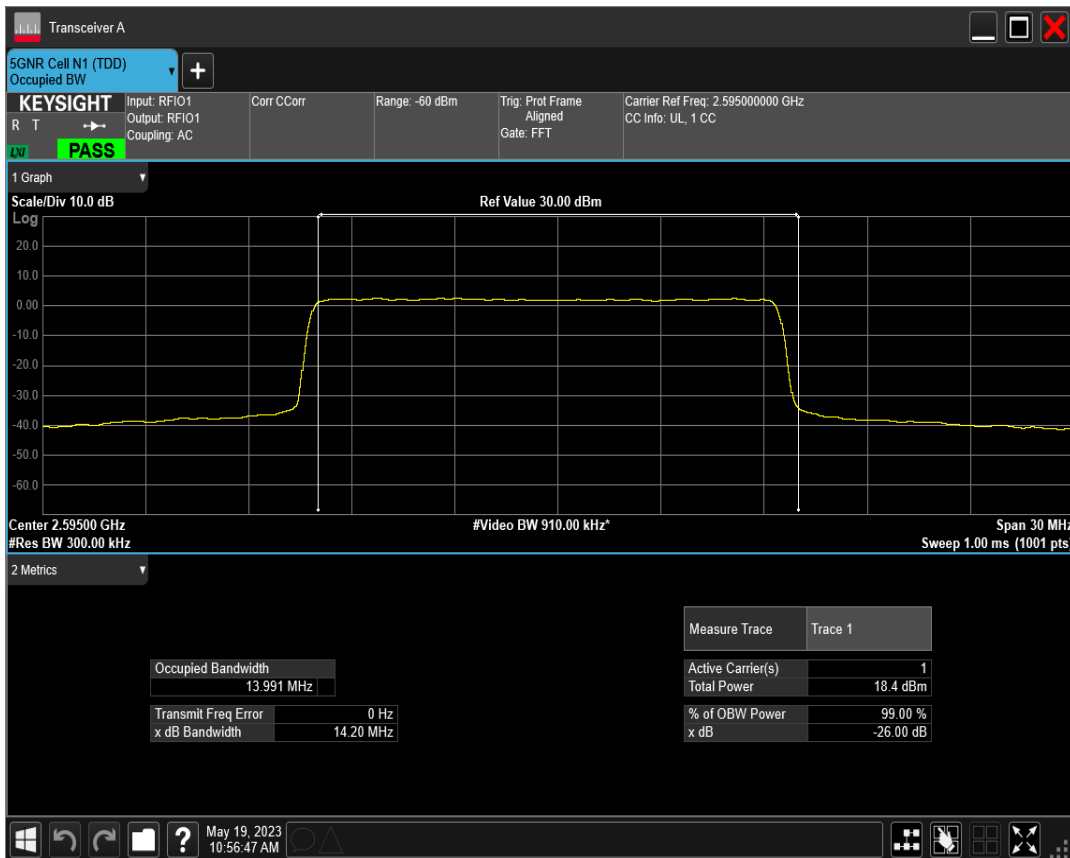 Transceiver A
5GNR Cell N1 (TDD)
Occupied BW
KEYSIGHT
R T
LXI
PASS
Input: RFIO1
Output: RFIO1
Coupling: AC
Corr CCorr
Range: -60 dBm
Trig: Prot Frame
Aligned
Gate: FFT
Carrier Ref Freq: 2.595000000 GHz
CC Info: UL, 1 CC
1 Graph
Scale/Div 10.0 dB
Ref Value 30.00 dBm
Log
20.0
10.0
0.00
-10.0
-20.0
-30.0
-40.0
-50.0
-60.0
Center 2.59500 GHz
#Video BW 910.00 kHz*
Span 30 MHz
#Res BW 300.00 kHz
Sweep 1.00 ms (1001 pts)
2 Metrics
Measure Trace Trace 1
Occupied Bandwidth
13.991 MHz
Active Carrier(s) 1
Total Power 18.4 dBm
Transmit Freq Error 0 Hz
x dB Bandwidth 14.20 MHz
% of OBW Power 99.00 %
x dB -26.00 dB
?
May 19, 2023
10:56:47 AM